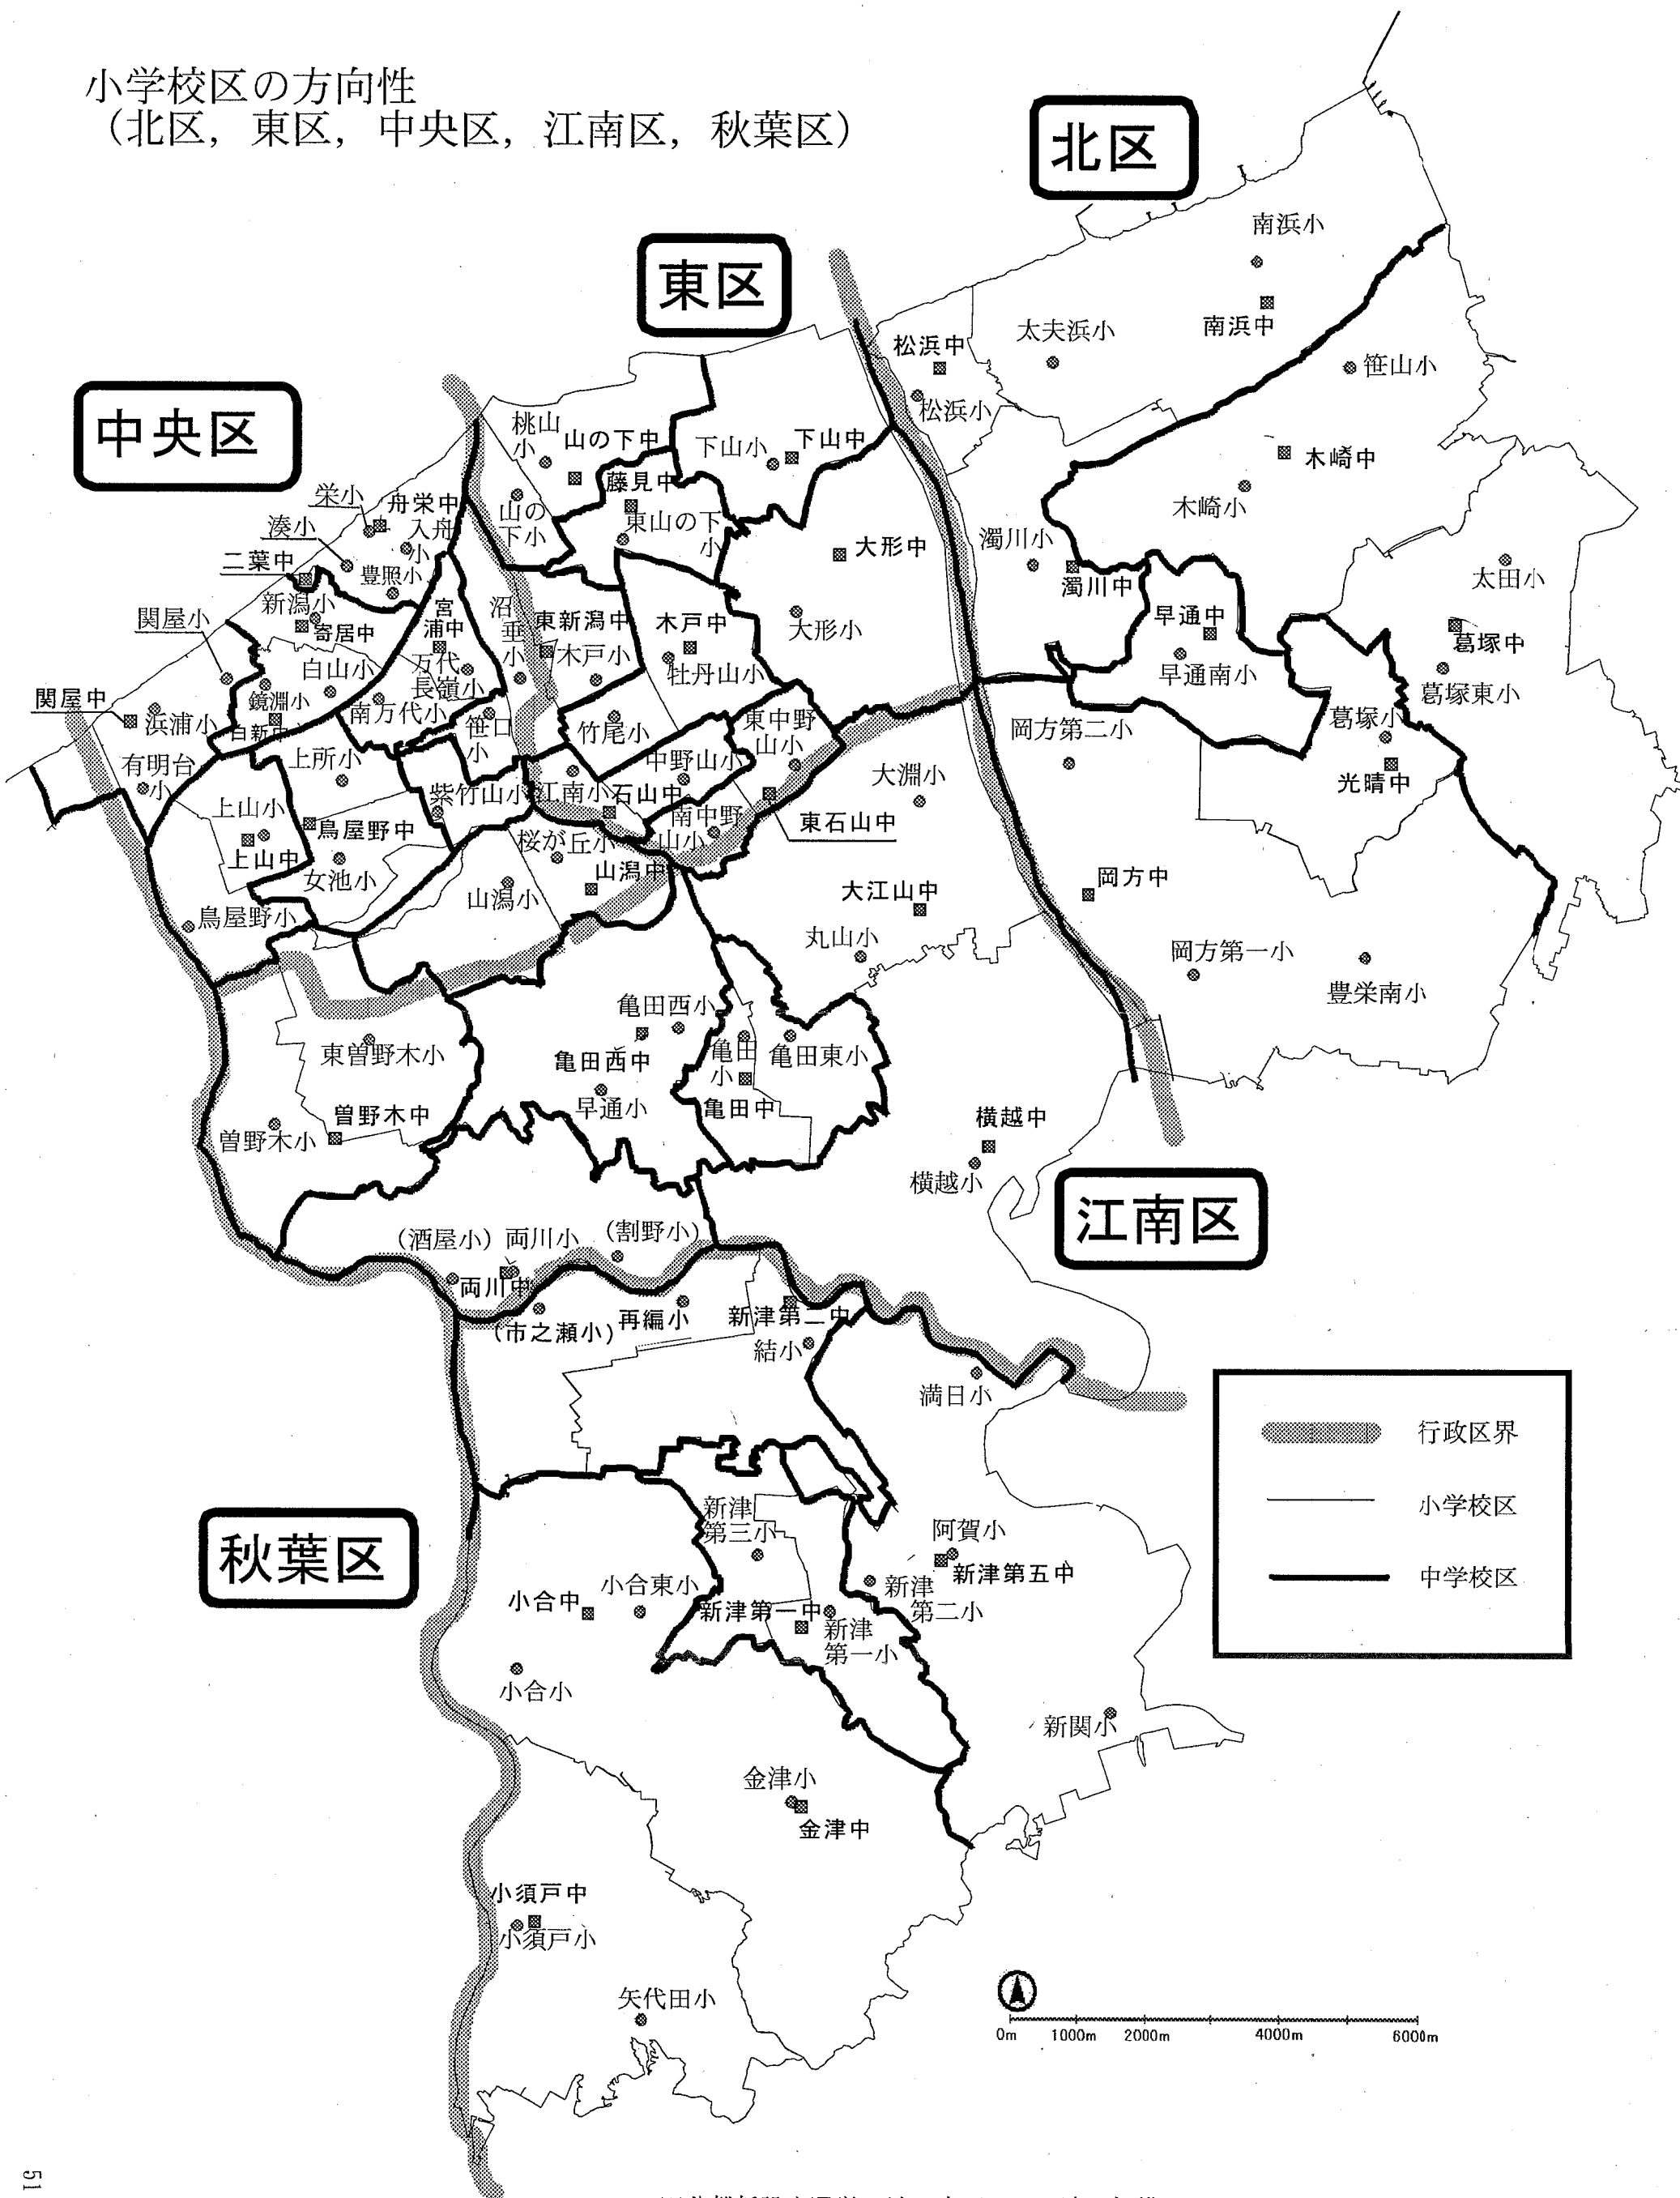 小学校区の方向性
（北区，東区，中央区，江南区，秋葉区）
北区
南浜小
南浜中
太夫浜小
松浜中
松浜小
笹山小
木崎中
木崎小
濁川小
濁川中
早通中
早通南小
太田小
葛塚中
葛塚東小
葛塚小
光晴中
岡方第二小
岡方中
岡方第一小
豊栄南小
東区
桃山
小
山の下中
藤見中
山の
下小
東山の下
小
下山小
下山中
大形中
大形小
東新潟中
木戸小
木戸中
牡丹山小
竹尾小
中野山小
東中野
山小
江南小
石山中
南中野
山小
東石山中
中央区
栄小
舟栄中
入舟
小
湊小
二葉中
豊照小
新潟小
寄居中
関屋小
白山小
鏡淵小
白新中
関屋中
浜浦小
有明台
小
宮
浦中
万代
長嶺小
沼
垂
小
南万代小
笹口
小
上所小
紫竹山小
上山小
上山中
鳥屋野中
女池小
鳥屋野小
桜が丘小
山潟中
山潟小
江南区
大淵小
大江山中
丸山小
亀田西小
亀田西中
早通小
亀田
小
亀田東小
亀田中
東曽野木小
曽野木中
曽野木小
横越中
横越小
（酒屋小）
両川小
（割野小）
両川中
秋葉区
（市之瀬小）
再編小
新津第二中
結小
満日小
新津
第三小
阿賀小
新津第五中
新津
第二小
小合中
小合東小
新津第一中
新津
第一小
小合小
新関小
金津小
金津中
小須戸中
小須戸小
矢代田小
行政区界
小学校区
中学校区
0m 1000m 2000m 4000m 6000m
51